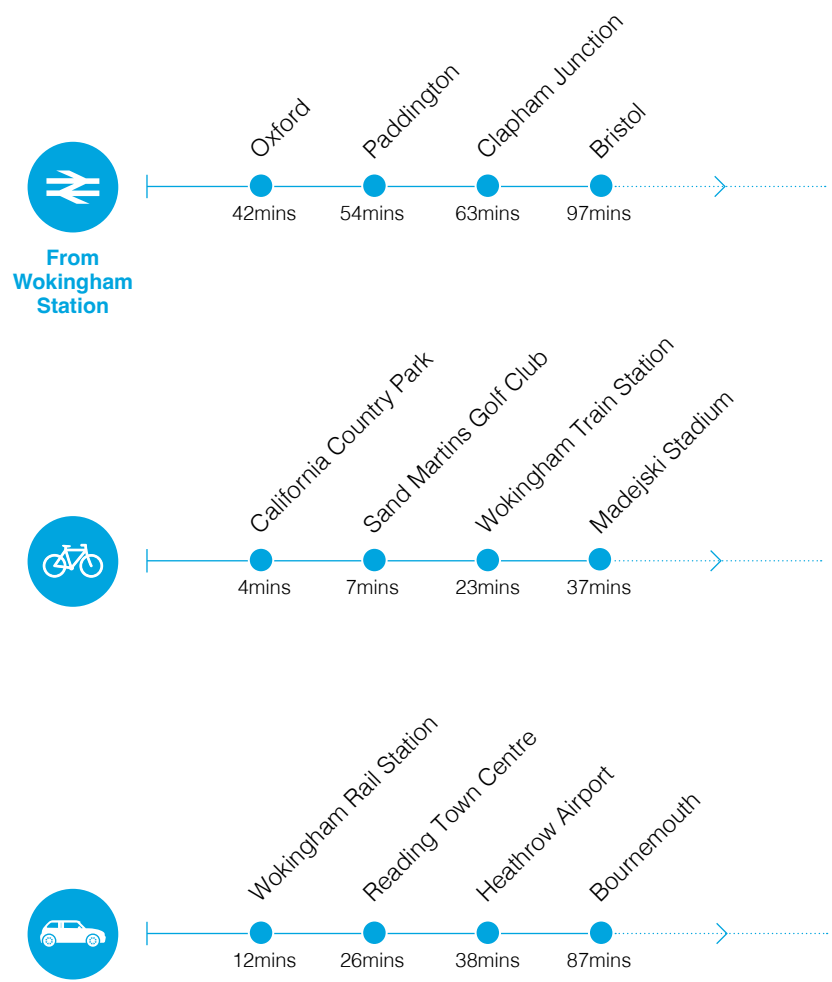 Oxford
Paddington
Clapham Junction
Bristol
42mins
54mins
63mins
97mins
From
Wokingham
Station
California Country Park
Sand Martins Golf Club
Wokingham Train Station
Madejski Stadium
4mins
7mins
23mins
37mins
Wokingham Rail Station
Reading Town Centre
Heathrow Airport
Bournemouth
12mins
26mins
38mins
87mins